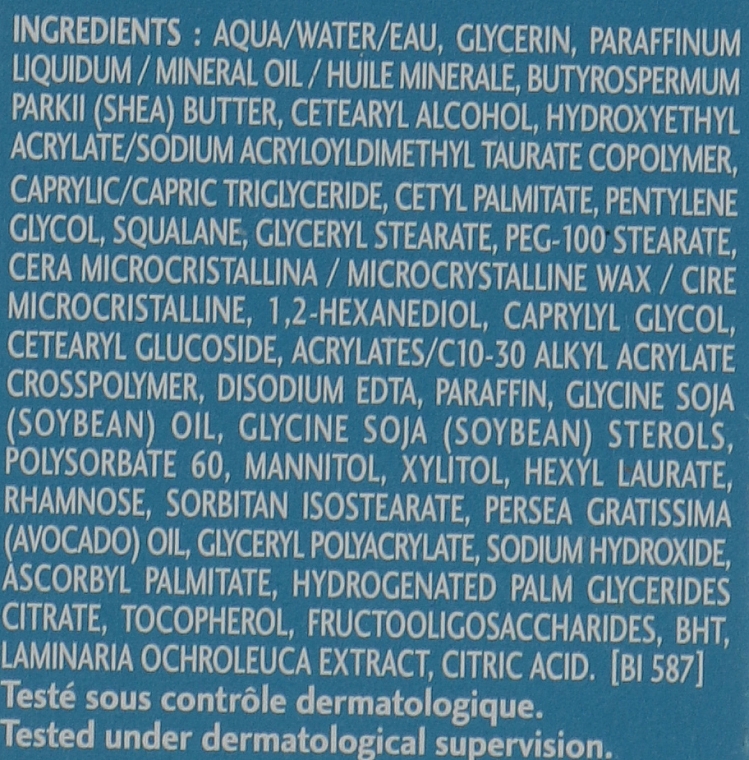 INGREDIENTS : AQUA/WATER/EAU, GLYCERIN, PARAFFINUM
LIQUIDUM / MINERAL OIL / HUILE MINERALE, BUTYROSPERMUM
PARKII (SHEA) BUTTER, CETEARYL ALCOHOL, HYDROXYETHYL
ACRYLATE/SODIUM ACRYLOYLDIMETHYL TAURATE COPOLYMER,
CAPRYLIC/CAPRIC TRIGLYCERIDE, CETYL PALMITATE, PENTYLENE
GLYCOL, SQUALANE, GLYCERYL STEARATE, PEG-100 STEARATE,
CERA MICROCRISTALLINA / MICROCRYSTALLINE WAX / CIRE
MICROCRISTALLINE, 1,2-HEXANEDIOL, CAPRYLYL GLYCOL,
CETEARYL GLUCOSIDE, ACRYLATES/C10-30 ALKYL ACRYLATE
CROSSPOLYMER, DISODIUM EDTA, PARAFFIN, GLYCINE SOJA
(SOYBEAN) OIL, GLYCINE SOJA (SOYBEAN) STEROLS,
POLYSORBATE 60, MANNITOL, XYLITOL, HEXYL LAURATE,
RHAMNOSE, SORBITAN ISOSTEARATE, PERSEA GRATISSIMA
(AVOCADO) OIL, GLYCERYL POLYACRYLATE, SODIUM HYDROXIDE,
ASCORBYL PALMITATE, HYDROGENATED PALM GLYCERIDES
CITRATE, TOCOPHEROL, FRUCTOOLIGOSACCHARIDES, BHT,
LAMINARIA OCHROLEUCA EXTRACT, CITRIC ACID. [BI 587]
Testé sous contrôle dermatologique.
Tested under dermatological supervision.